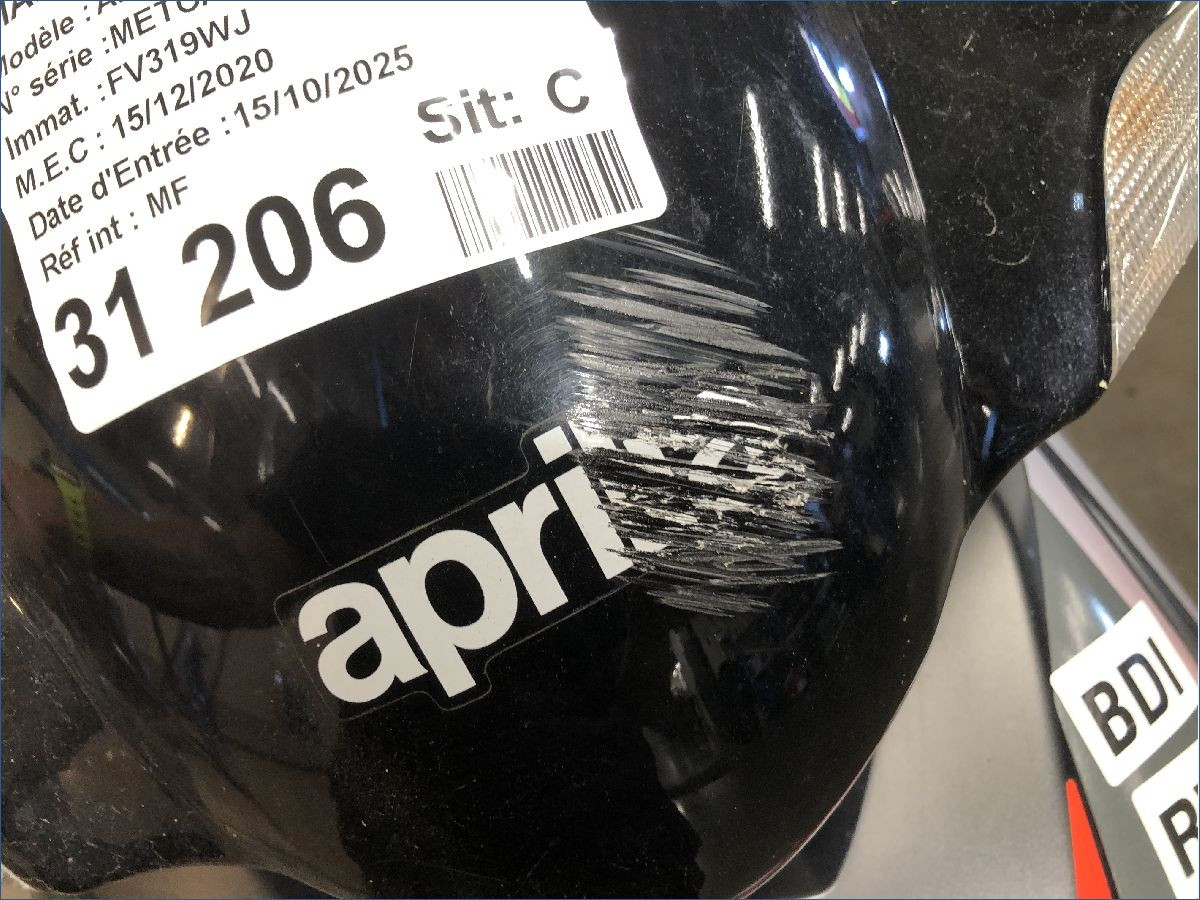 Modèle : A
N° série :METC
Immat. :FV319WJ
M.E.C : 15/12/2020
Date d'Entrée :15/10/2025
Réf int : MF
Sit: C
31 206
apri
BDI